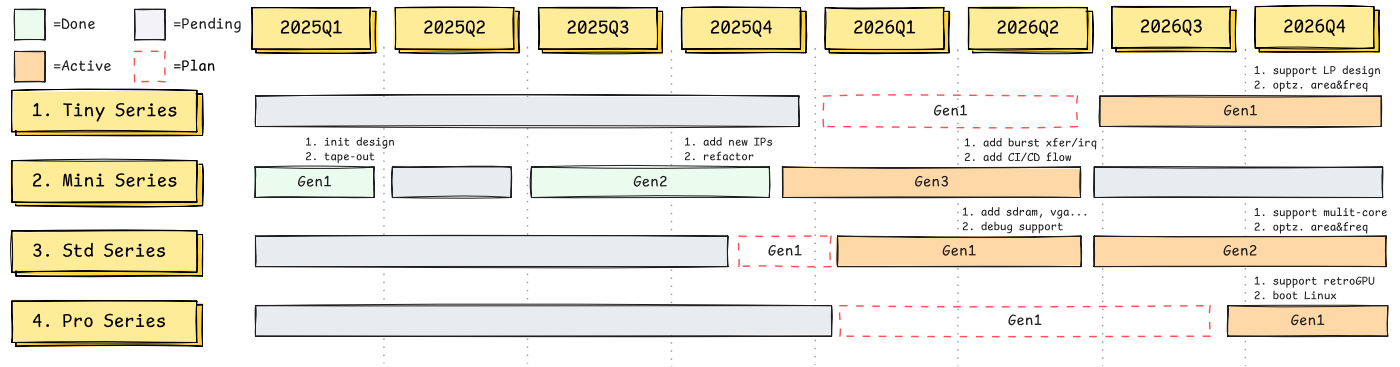 =Done
=Pending
=Active
=Plan
2025Q1
2025Q2
2025Q3
2025Q4
2026Q1
2026Q2
2026Q3
2026Q4
1. Tiny Series
Gen1
1. support LP design
2. optz. area&freq
Gen1
2. Mini Series
1. init design
2. tape-out
Gen1
1. add new IPs
2. refactor
Gen2
1. add burst xfer/irq
2. add CI/CD flow
Gen3
3. Std Series
Gen1
1. add sdram, vga...
2. debug support
Gen1
1. support mulit-core
2. optz. area&freq
Gen2
4. Pro Series
Gen1
1. support retroGPU
2. boot Linux
Gen1